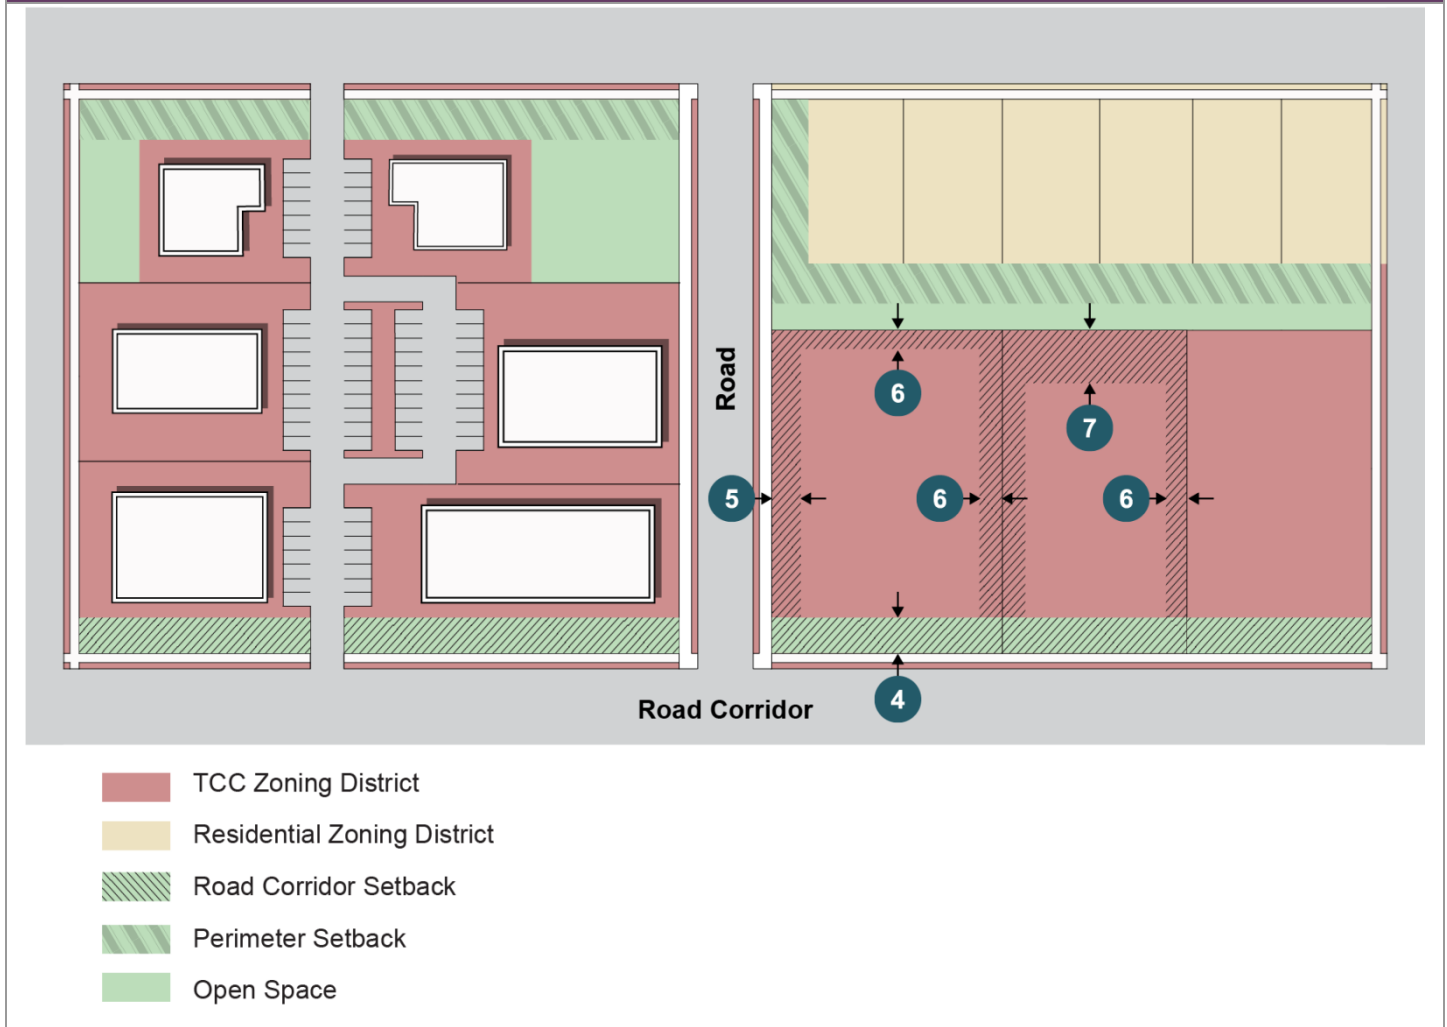 Road
6
7
5
6
6
4
Road Corridor
TCC Zoning District
Residential Zoning District
Road Corridor Setback
Perimeter Setback
Open Space